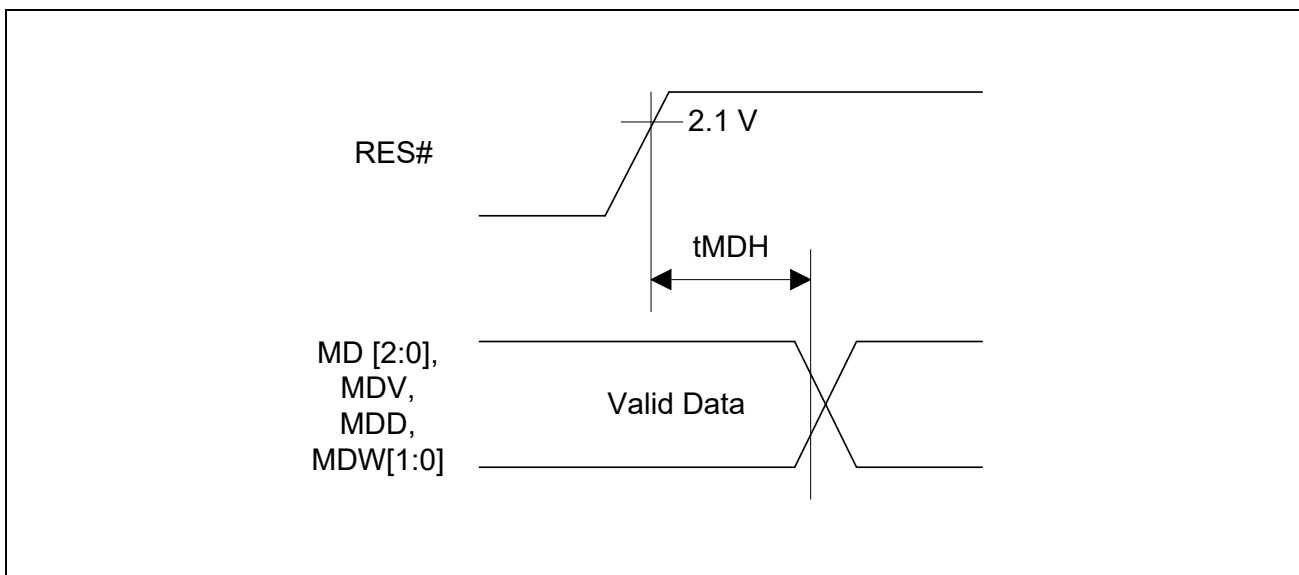 2.1 V
RES#
tMDH
MD [2:0],
MDV,
MDD,
MDW[1:0]
Valid Data